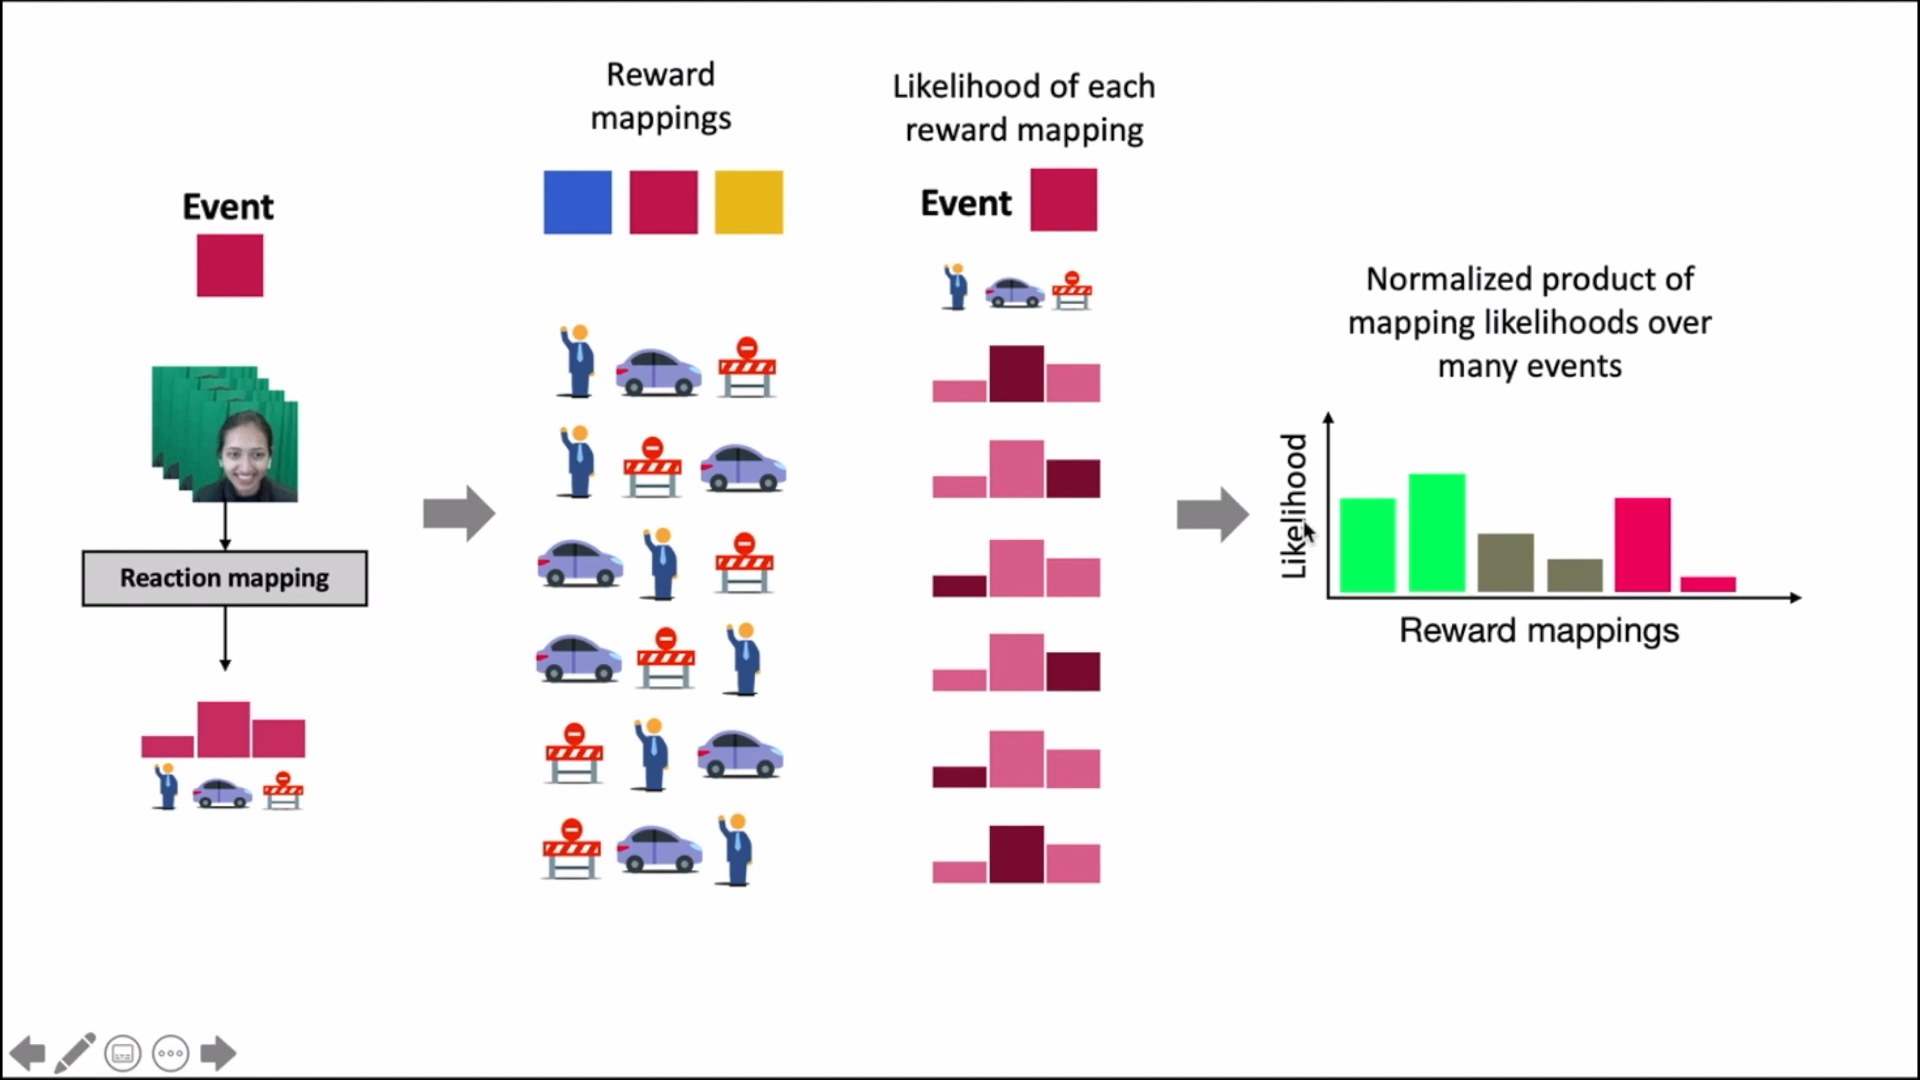 Event
Reaction mapping
Reward
mappings
Likelihood of each
reward mapping
Event
Normalized product of
mapping likelihoods over
many events
Likelihood
Reward mappings